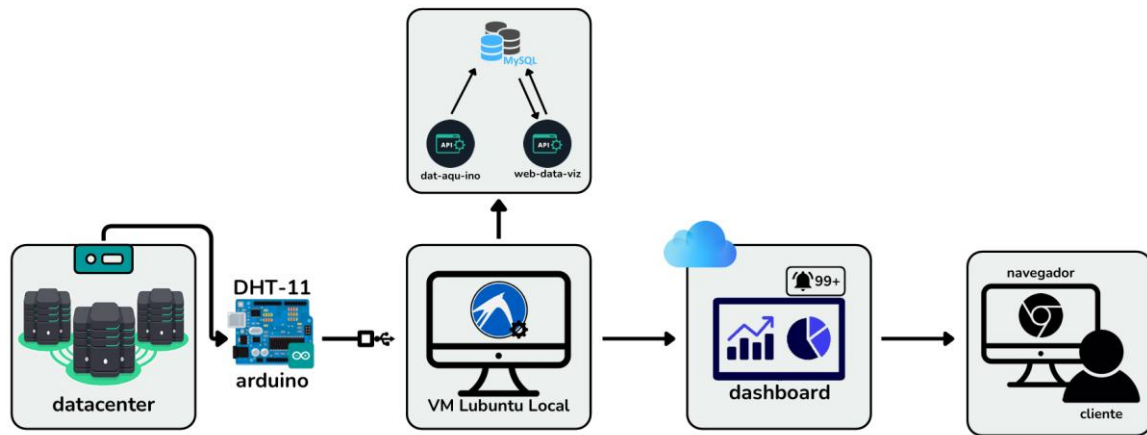 MySQL
API
API
dat-aqu-ino
web-data-viz
datacenter
DHT-11
arduino
VM Lubuntu Local
99+
dashboard
navegador
cliente